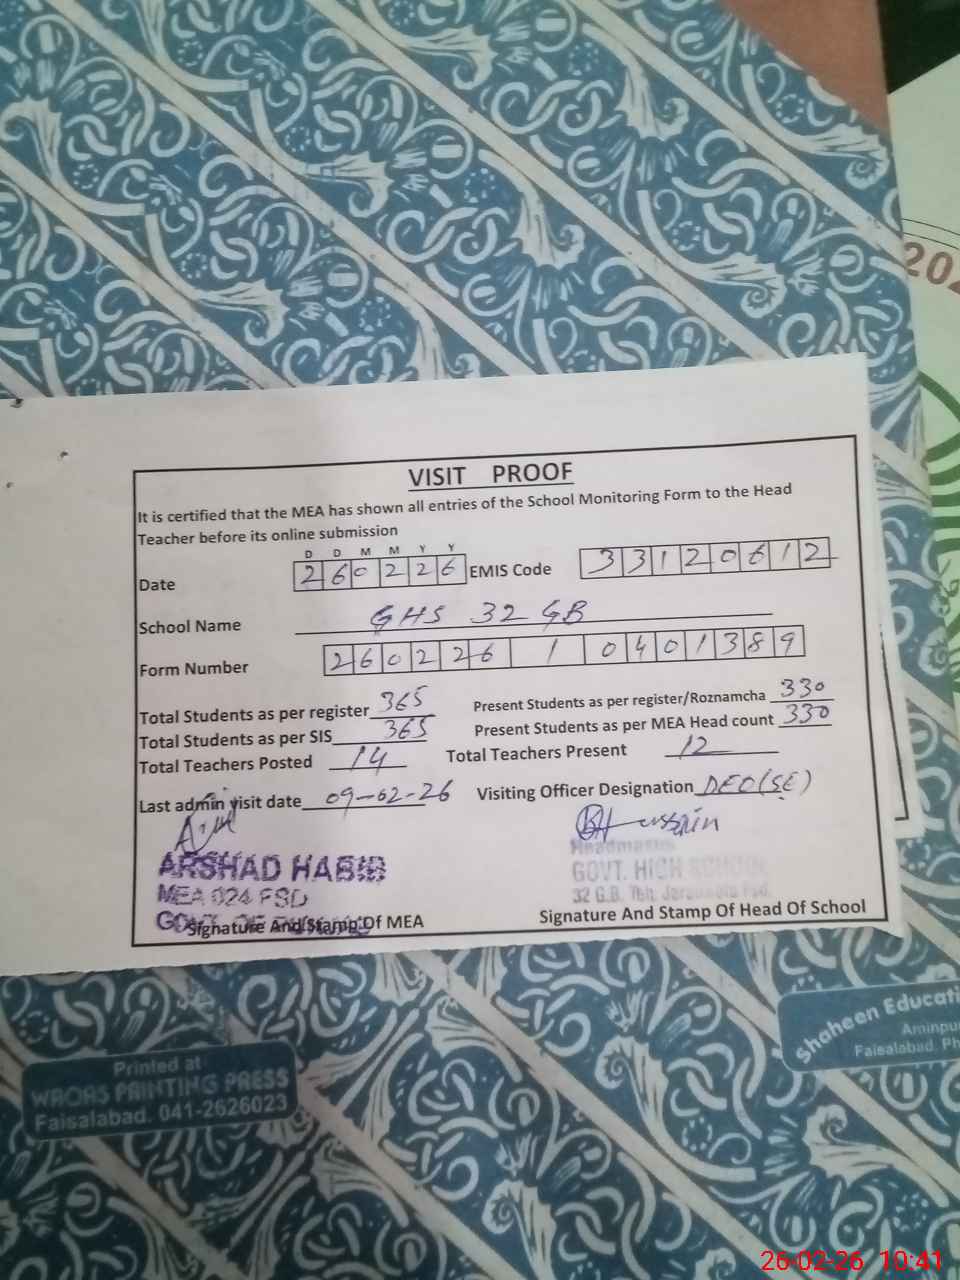 202
VISIT PROOF
It is certified that the MEA has shown all entries of the School Monitoring Form to the Head
Teacher before its online submission
D D M M Y Y
Date 260226 EMIS Code 33120612
School Name GHS 32 GB
Form Number 260226 1 0401389
Total Students as per register 365 Present Students as per register/Roznamcha 330
Total Students as per SIS 365 Present Students as per MEA Head count 330
Total Teachers Posted 14 Total Teachers Present 12
Last admin visit date 09-02-26 Visiting Officer Designation DEO(SE)
ARSHAD HABIB
MEA 024 FSD
Signature And Stamp Of MEA
Headmaster
GOVT. HIGH SCHOOL
32 G.B.
Signature And Stamp Of Head Of School
Printed at
WAQAS PRINTING PRESS
Faisalabad. 041-2626023
Shaheen Educati
Aminpu
Faisalabad. Ph
26-02-26 10:41